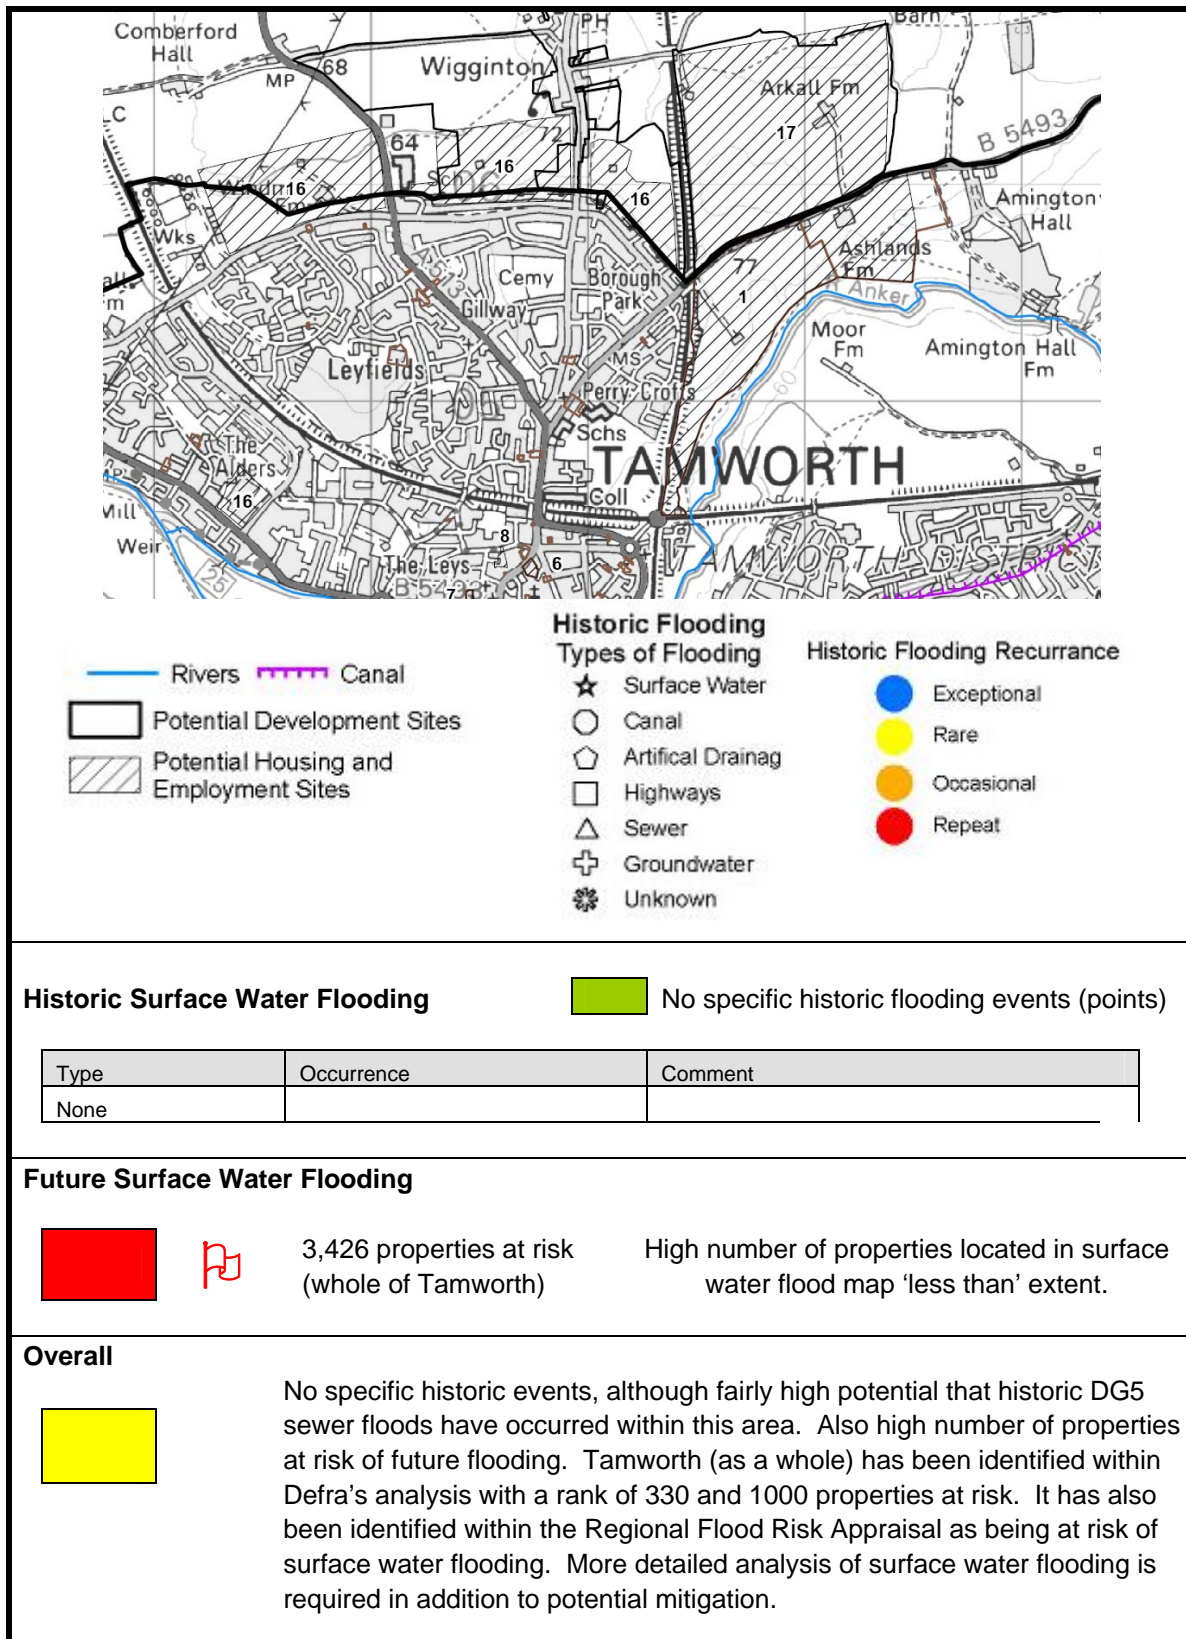 Comberford
Hall
MP
68
Wigginton
PH
Barn
Arkall Fm
17
B 5493
LC
64
72
16
Sch
16
16
Fm
Wks
Amington
Hall
Ashlands
Fm
77
1
Anker
A513
Cemy
Borough
Park
Gillway
Moor
Fm
Amington Hall
Fm
Leyfields
MS
Perry Crofts
60
Schs
TAMWORTH
The
Alders
16
Coll
Mill
Weir
25
8
The Leys
6
7
TAMWORTH DISTRICT
Rivers
Canal
Potential Development Sites
Potential Housing and
Employment Sites
Historic Flooding
Types of Flooding
Surface Water
Canal
Artifical Drainag
Highways
Sewer
Groundwater
Unknown
Historic Flooding Recurrance
Exceptional
Rare
Occasional
Repeat
Historic Surface Water Flooding
No specific historic flooding events (points)
Type Occurrence Comment
None
Future Surface Water Flooding
3,426 properties at risk
(whole of Tamworth)
High number of properties located in surface
water flood map ‘less than’ extent.
Overall
No specific historic events, although fairly high potential that historic DG5
sewer floods have occurred within this area. Also high number of properties
at risk of future flooding. Tamworth (as a whole) has been identified within
Defra’s analysis with a rank of 330 and 1000 properties at risk. It has also
been identified within the Regional Flood Risk Appraisal as being at risk of
surface water flooding. More detailed analysis of surface water flooding is
required in addition to potential mitigation.